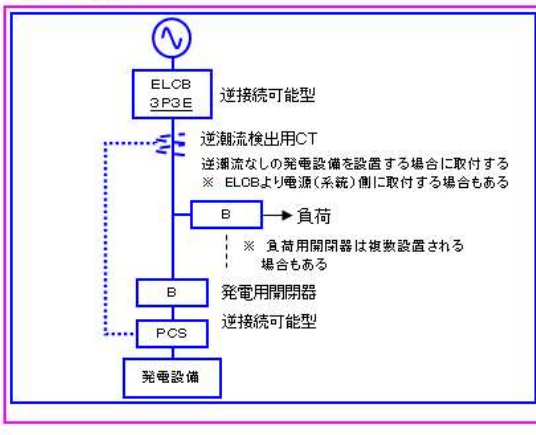 ELCB
3P3E
逆接続可能型
逆潮流検出用CT
逆潮流なしの発電設備を設置する場合に取付する
※ ELCBより電源(系統)側に取付する場合もある
B
負荷
※ 負荷用開閉器は複数設置される
場合もある
B
発電用開閉器
逆接続可能型
PCS
発電設備